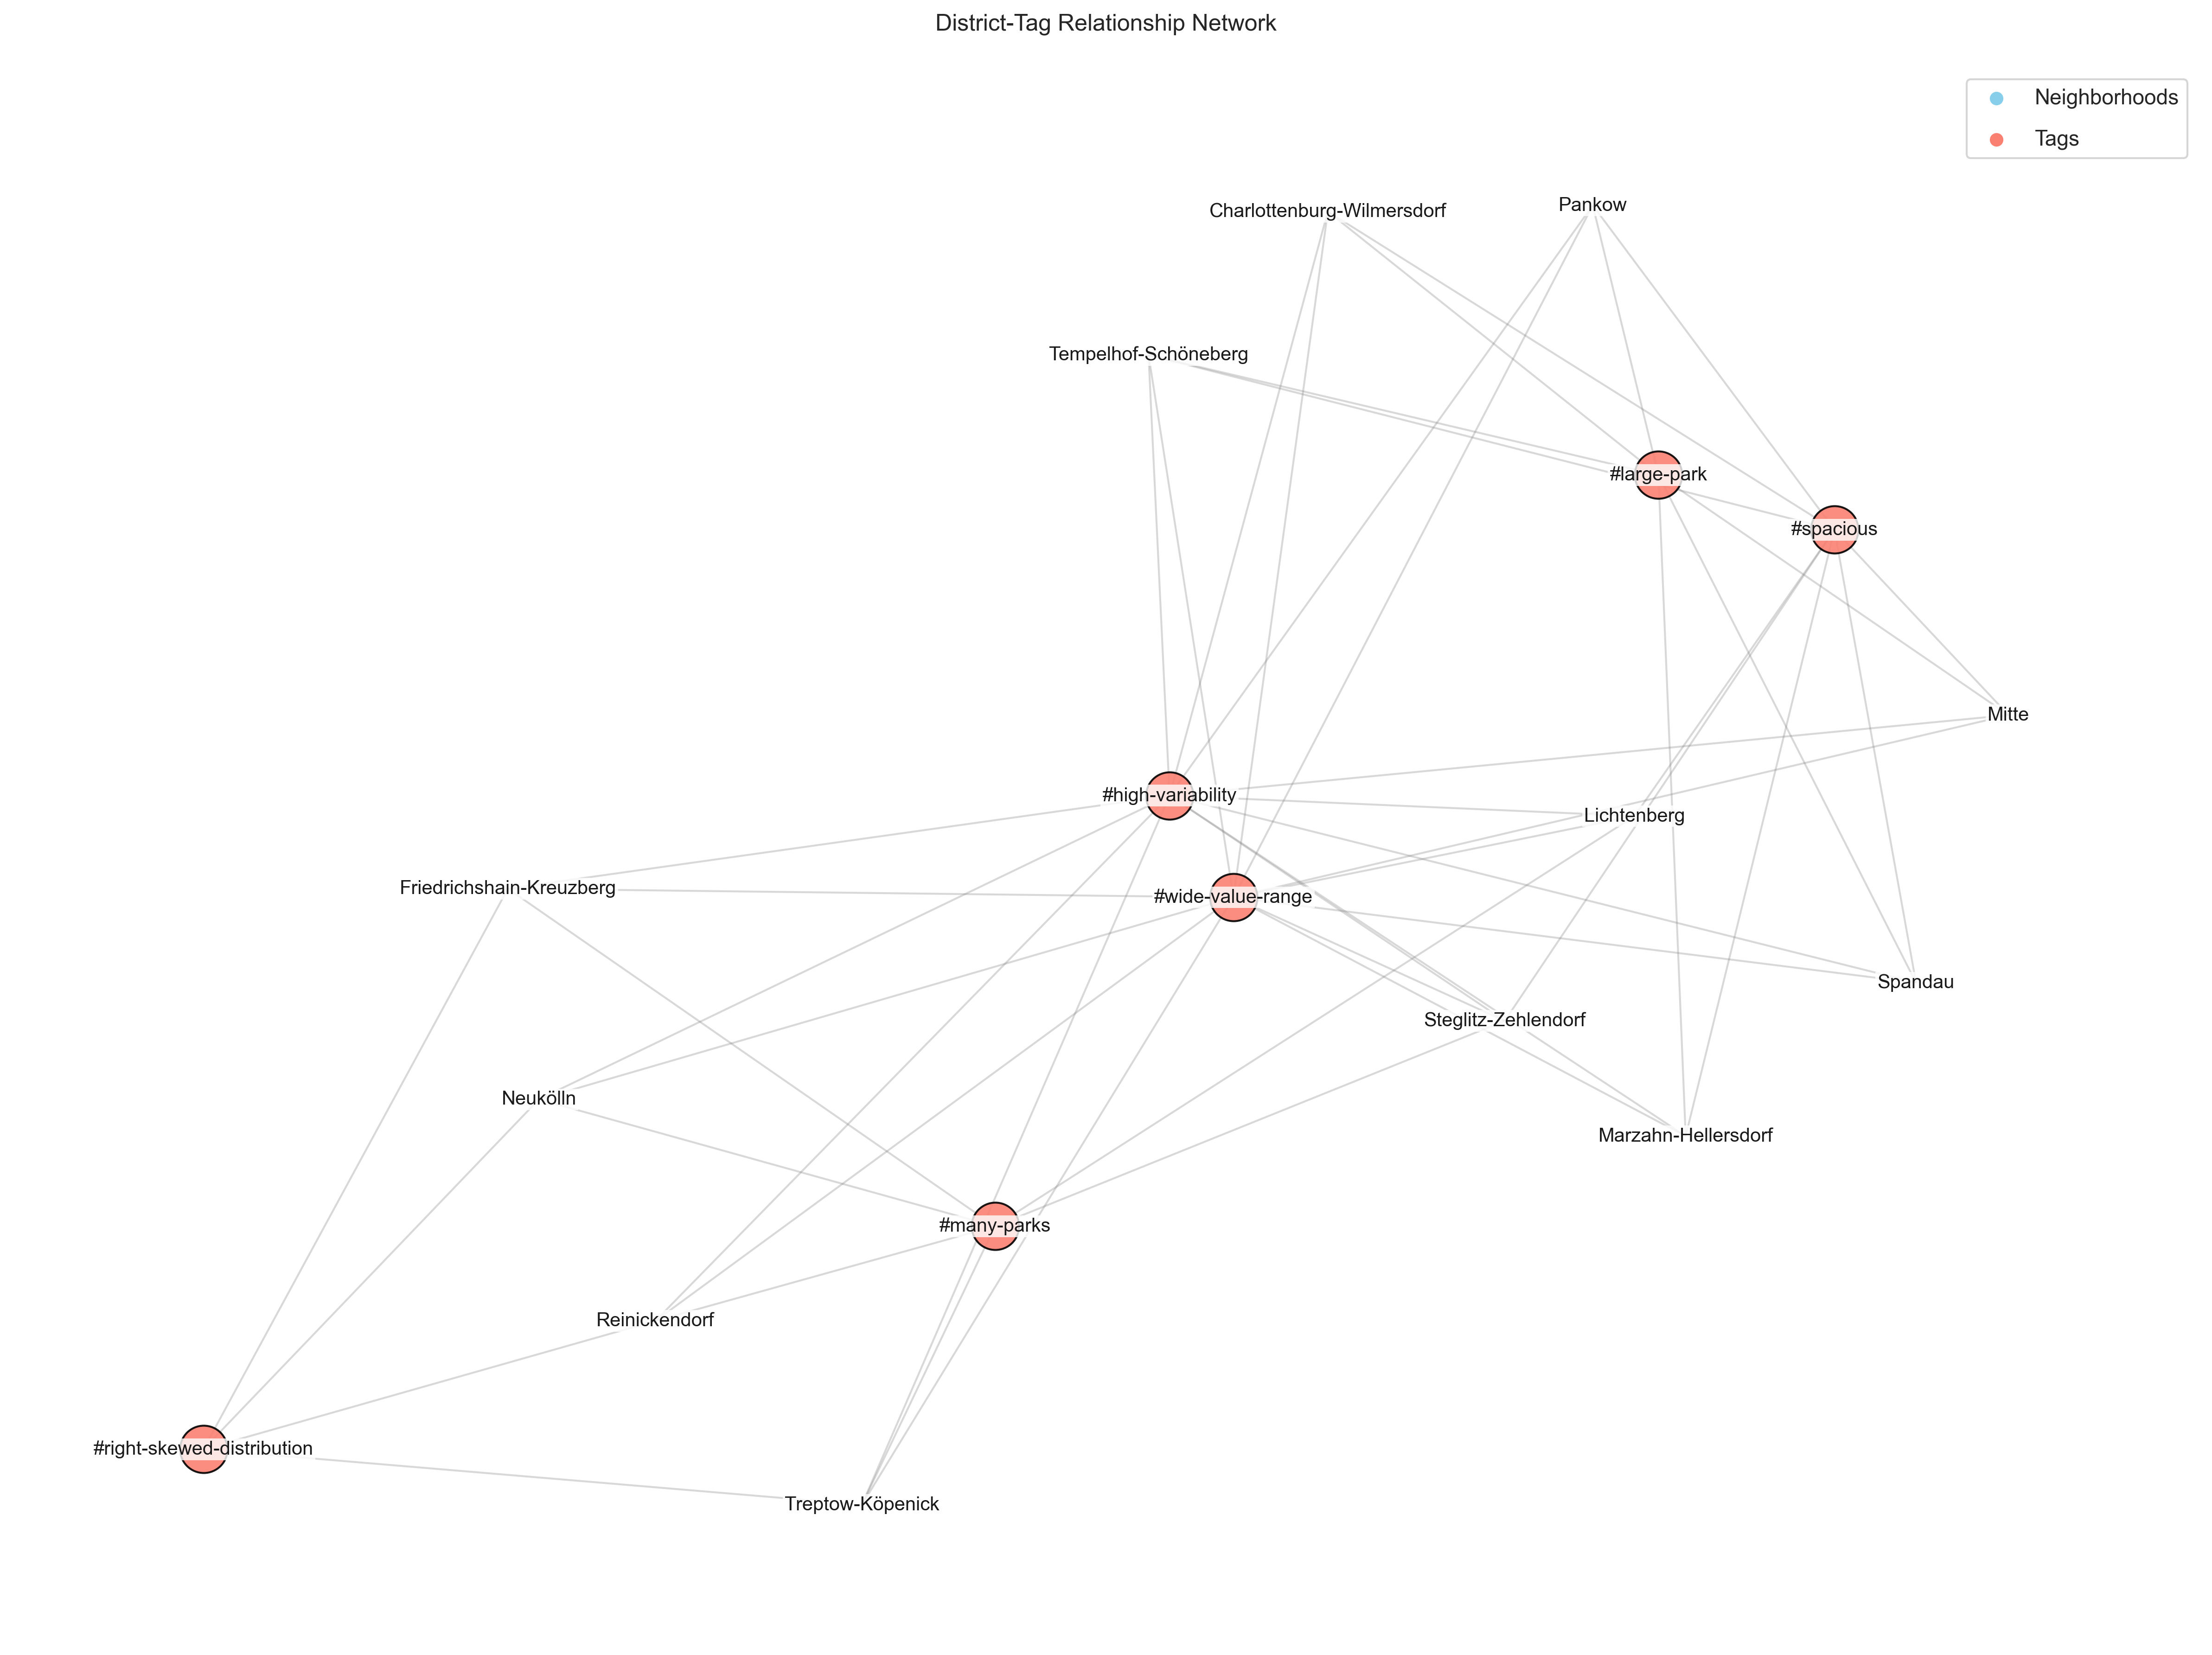 District-Tag Relationship Network
Neighborhoods
Tags
Pankow
Charlottenburg-Wilmersdorf
Tempelhof-Schöneberg
#large-park
#spacious
Mitte
#high-variability
Lichtenberg
Friedrichshain-Kreuzberg
#wide-value-range
Spandau
Steglitz-Zehlendorf
Neukölln
Marzahn-Hellersdorf
#many-parks
Reinickendorf
#right-skewed-distribution
Treptow-Köpenick